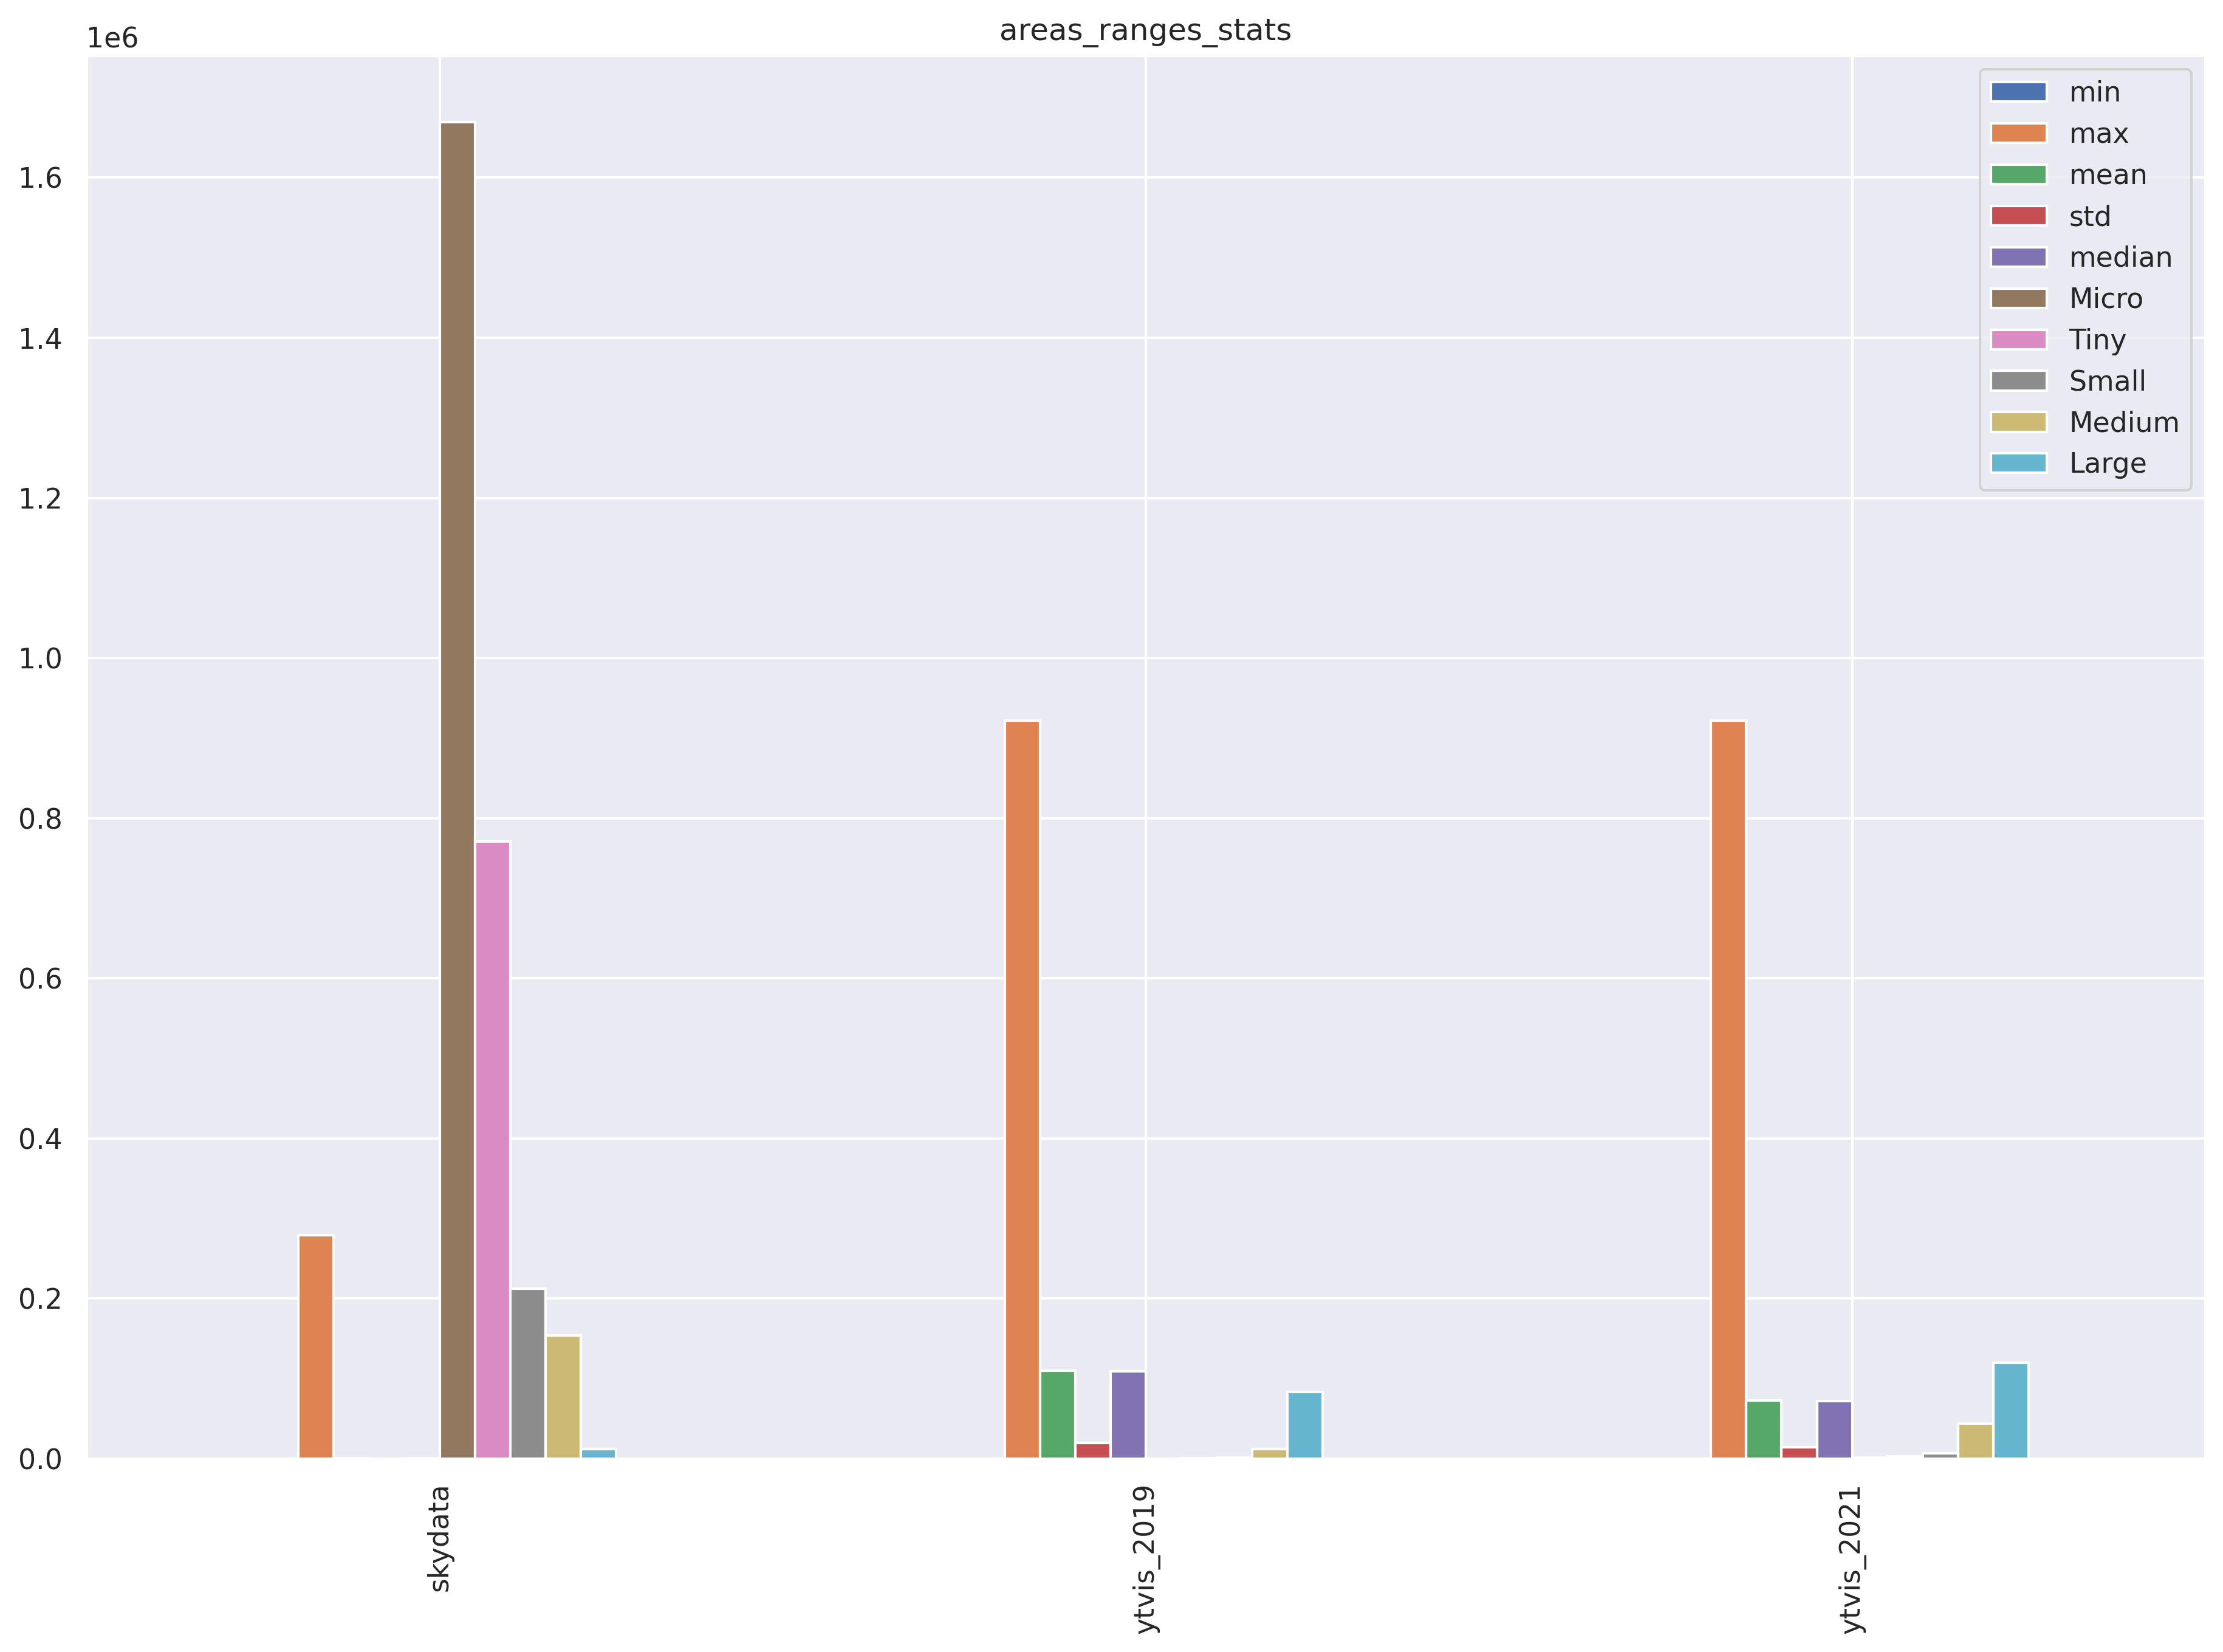 areas_ranges_stats
1e6
1.6
1.4
1.2
1.0
0.8
0.6
0.4
0.2
0.0
min
max
mean
std
median
Micro
Tiny
Small
Medium
Large
skydata
ytvis_2019
ytvis_2021